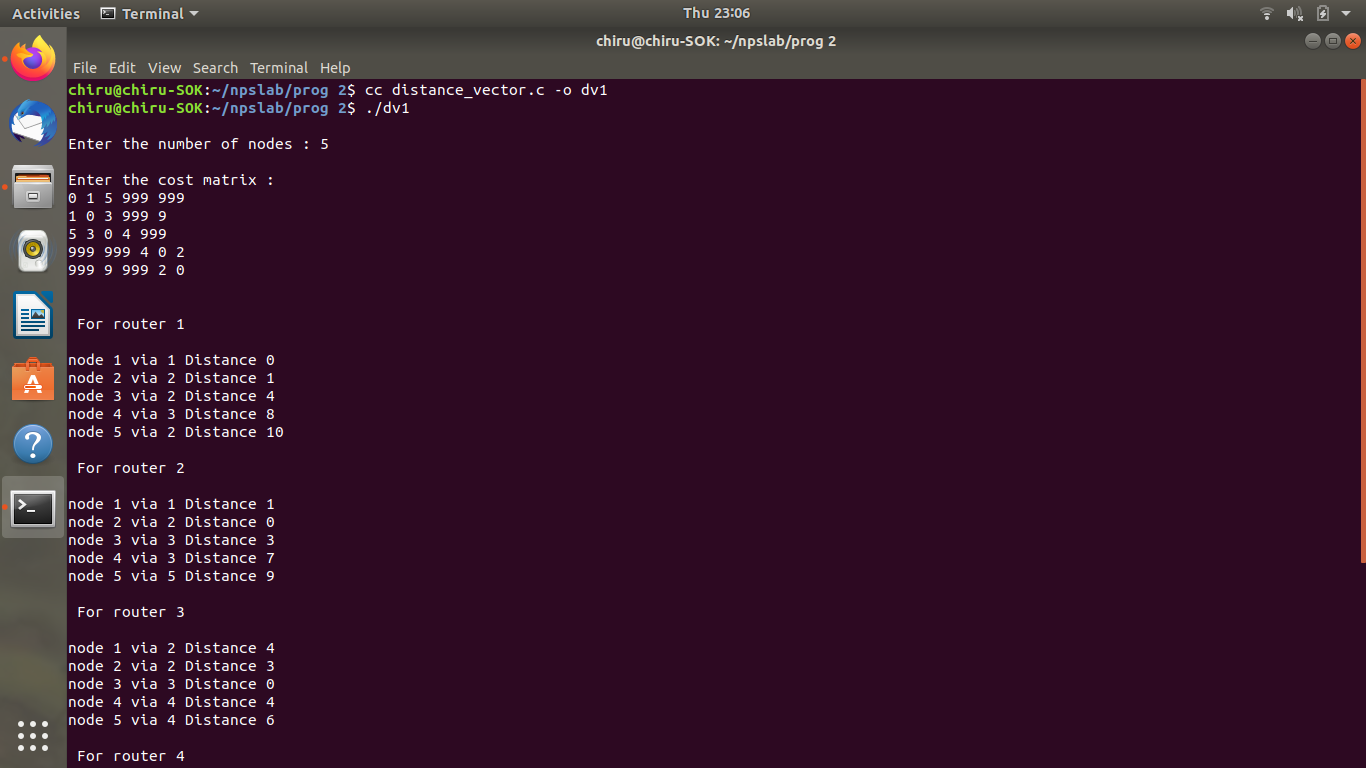 Activities Terminal Thu 23:06
chiru@chiru-SOK: ~/npslab/prog 2
File Edit View Search Terminal Help
chiru@chiru-SOK:~/npslab/prog 2$ cc distance_vector.c -o dv1
chiru@chiru-SOK:~/npslab/prog 2$ ./dv1
Enter the number of nodes : 5
Enter the cost matrix :
0 1 5 999 999
1 0 3 999 9
5 3 0 4 999
999 999 4 0 2
999 9 999 2 0
For router 1
node 1 via 1 Distance 0
node 2 via 2 Distance 1
node 3 via 2 Distance 4
node 4 via 3 Distance 8
node 5 via 2 Distance 10
For router 2
node 1 via 1 Distance 1
node 2 via 2 Distance 0
node 3 via 3 Distance 3
node 4 via 3 Distance 7
node 5 via 5 Distance 9
For router 3
node 1 via 2 Distance 4
node 2 via 2 Distance 3
node 3 via 3 Distance 0
node 4 via 4 Distance 4
node 5 via 4 Distance 6
For router 4